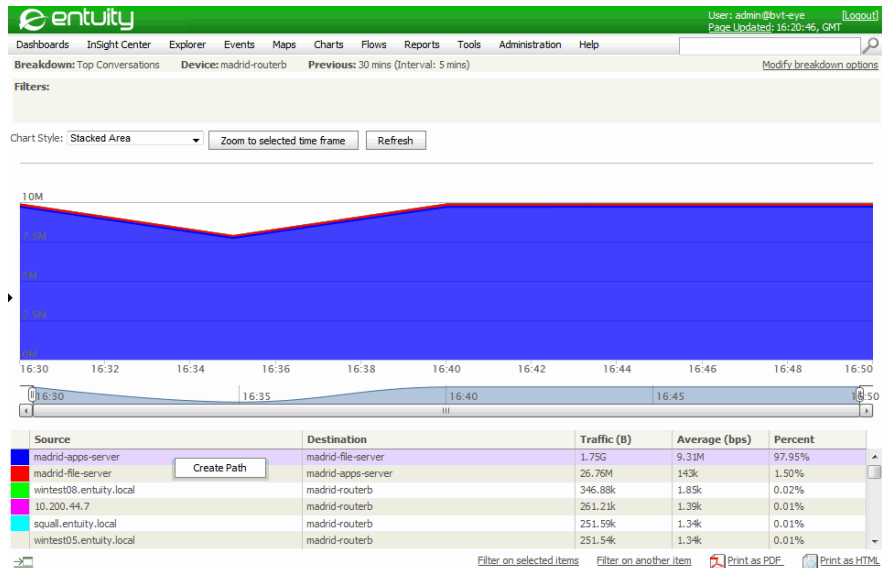 entuity
User: admin@bvt-eye [Logout]
Page Updated: 16:20:46, GMT
Dashboards InSight Center Explorer Events Maps Charts Flows Reports Tools Administration Help
Breakdown: Top Conversations Device: madrid-routerb Previous: 30 mins (Interval: 5 mins) Modify breakdown options
Filters:
Chart Style: Stacked Area Zoom to selected time frame Refresh
10M
7.5M
5M
2.5M
0M
16:30 16:32 16:34 16:36 16:38 16:40 16:42 16:44 16:46 16:48 16:50
16:30 16:35 16:40 16:45 16:50
Source Destination Traffic (B) Average (bps) Percent
madrid-apps-server madrid-file-server 1.75G 9.31M 97.95%
Create Path
madrid-file-server madrid-apps-server 26.76M 143k 1.50%
wintest08.entuity.local madrid-routerb 346.88k 1.85k 0.02%
10.200.44.7 madrid-routerb 261.21k 1.39k 0.01%
squall.entuity.local madrid-routerb 251.59k 1.34k 0.01%
wintest05.entuity.local madrid-routerb 251.54k 1.34k 0.01%
Filter on selected items Filter on another item Print as PDF Print as HTML